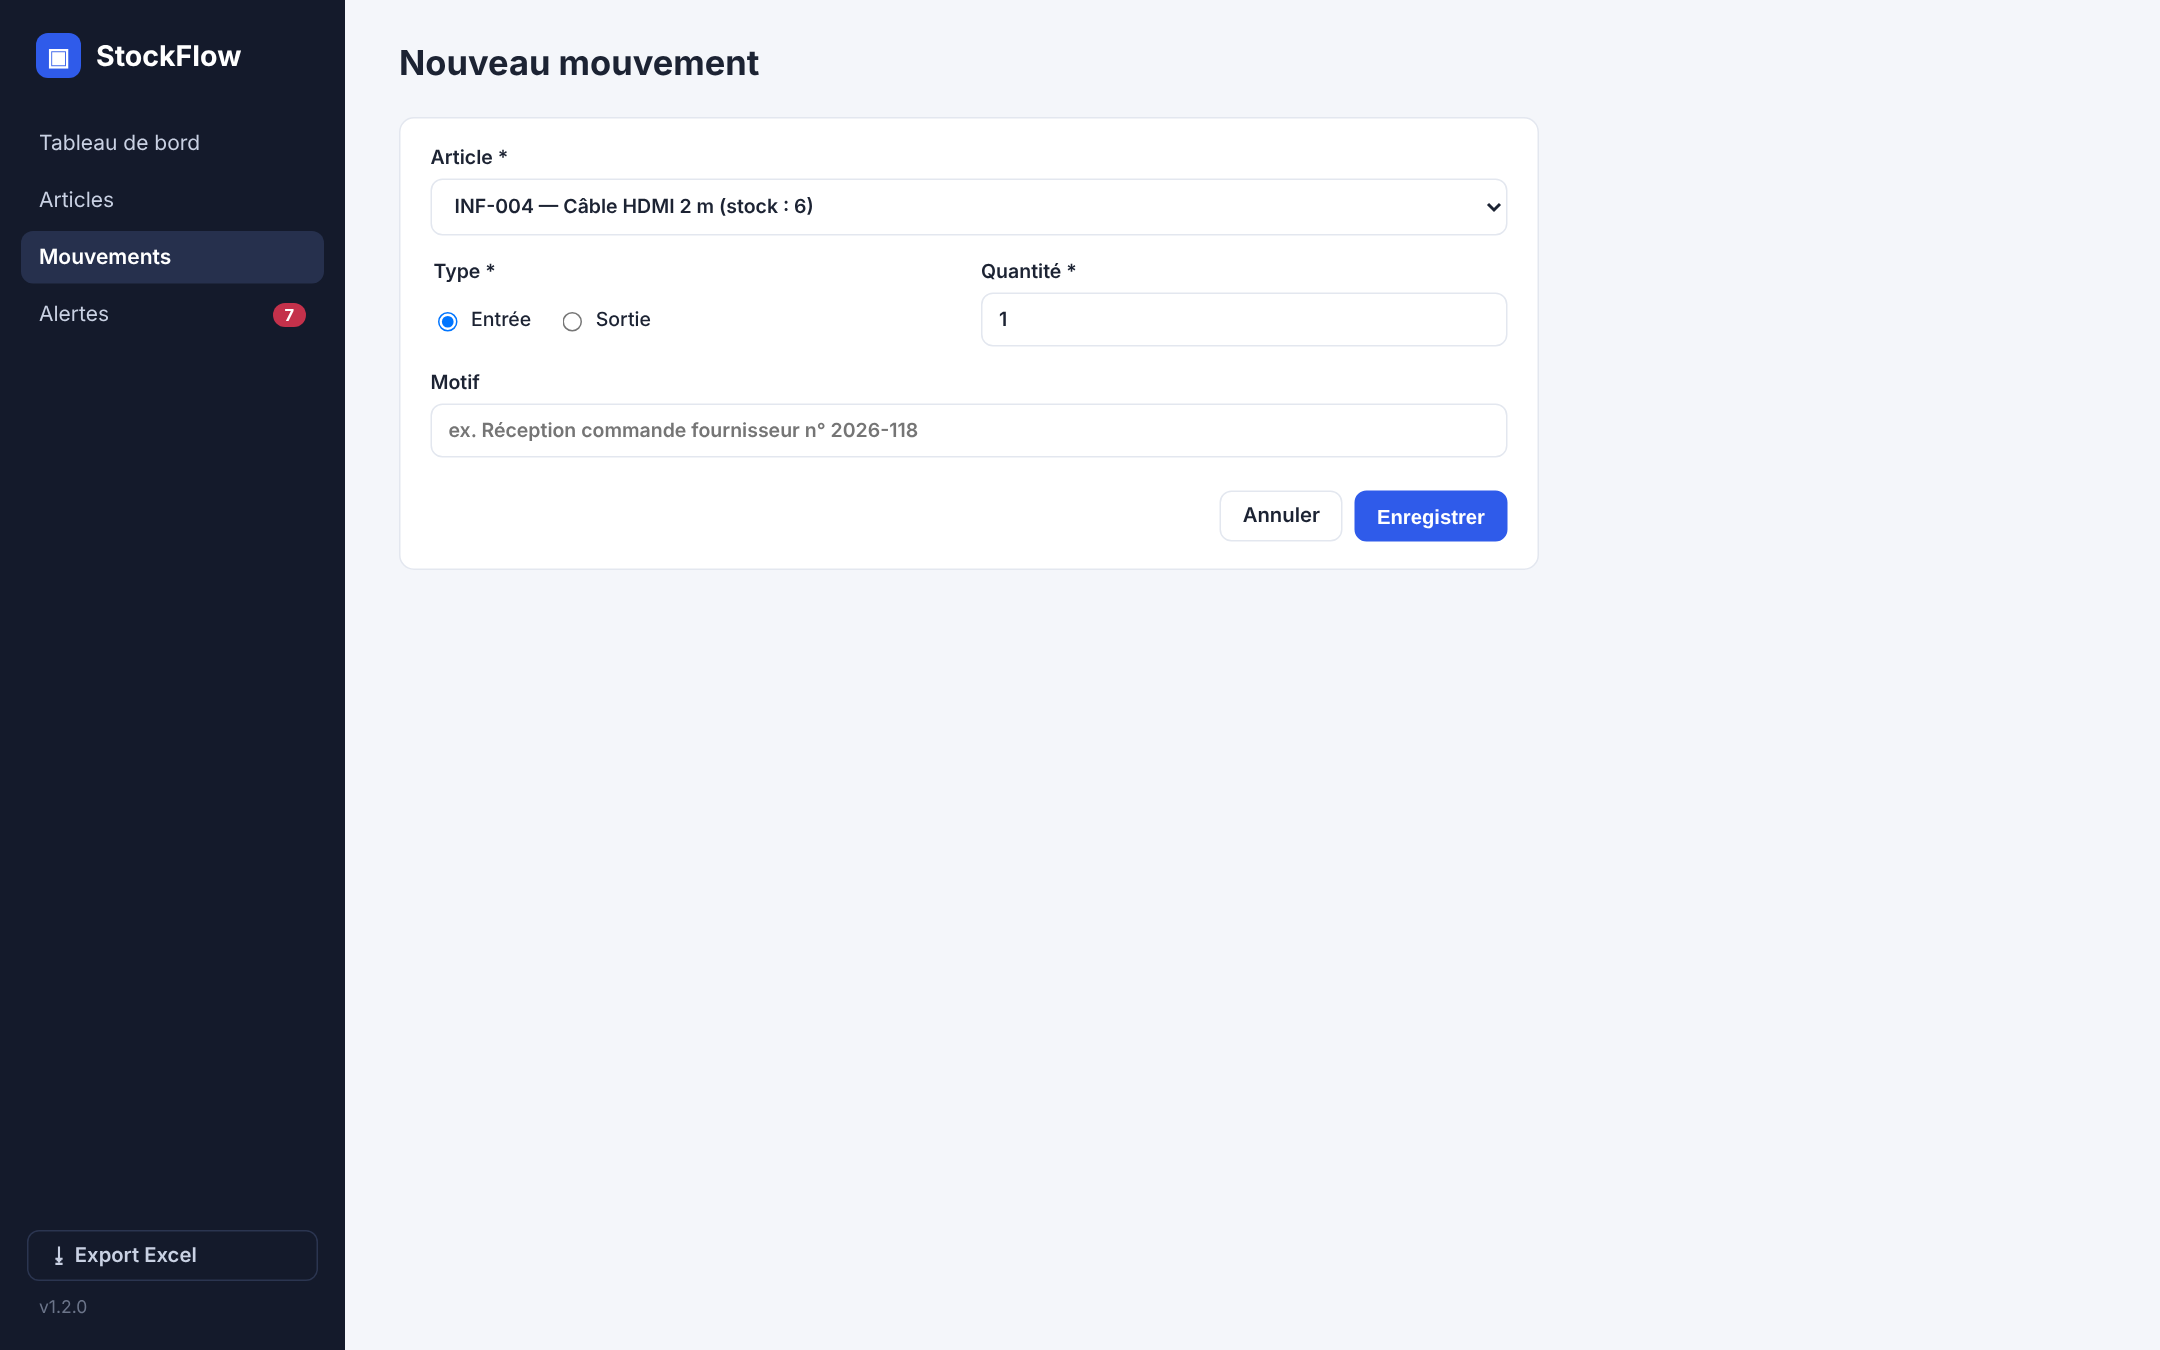 StockFlow
Tableau de bord
Articles
Mouvements
Alertes 7
Export Excel
v1.2.0
Nouveau mouvement
Article *
INF-004 — Câble HDMI 2 m (stock : 6)
Type * Quantité *
Entrée Sortie 1
Motif
ex. Réception commande fournisseur n° 2026-118
Annuler Enregistrer